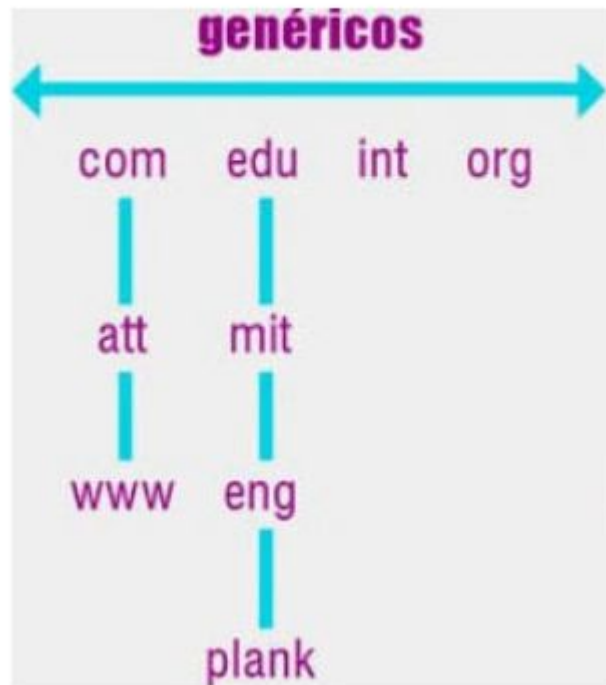 genéricos
com edu int org
att mit
www eng
plank